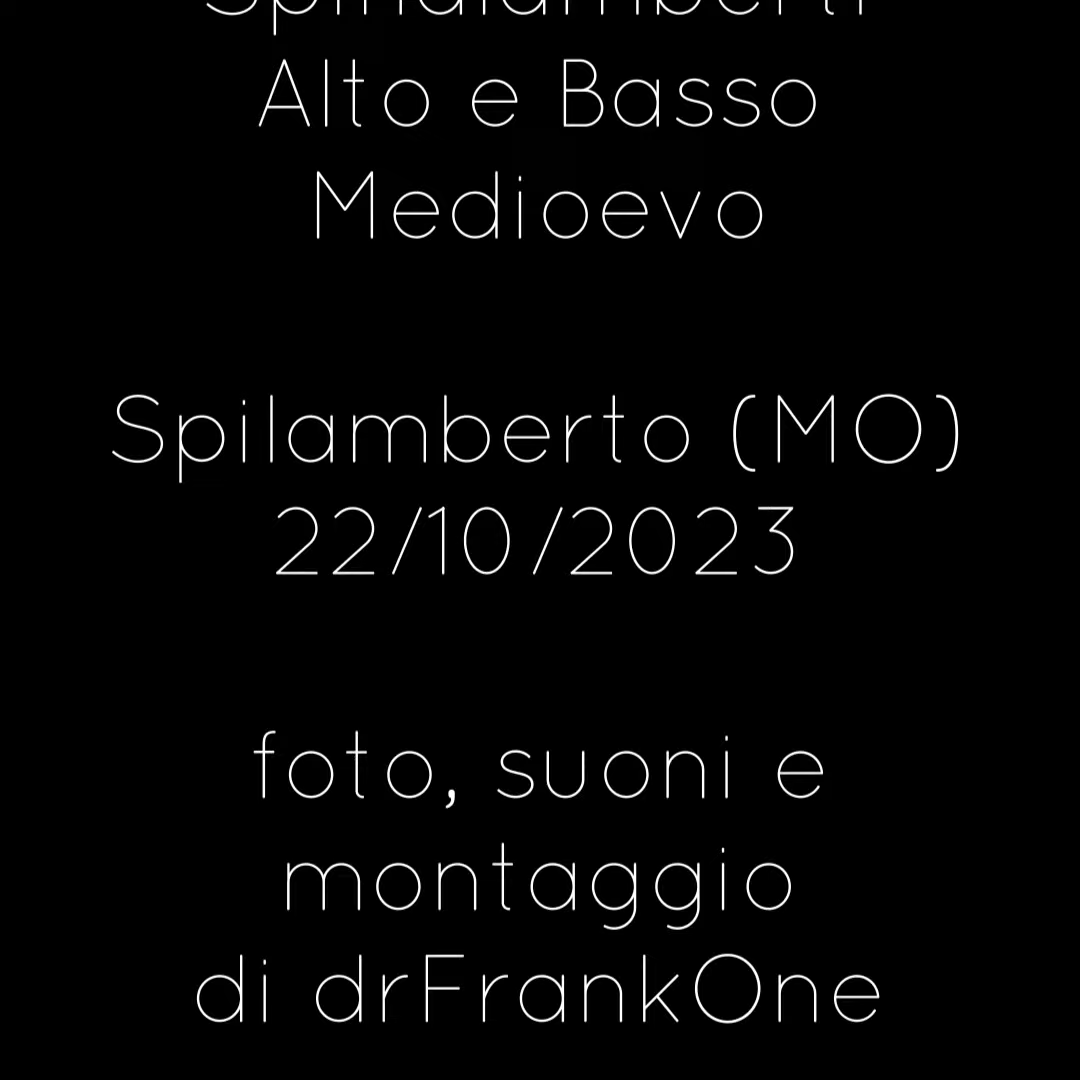 Alto e Basso
Medioevo
Spilamberto (MO)
22/10/2023
foto, suoni e
montaggio
di drFrankOne